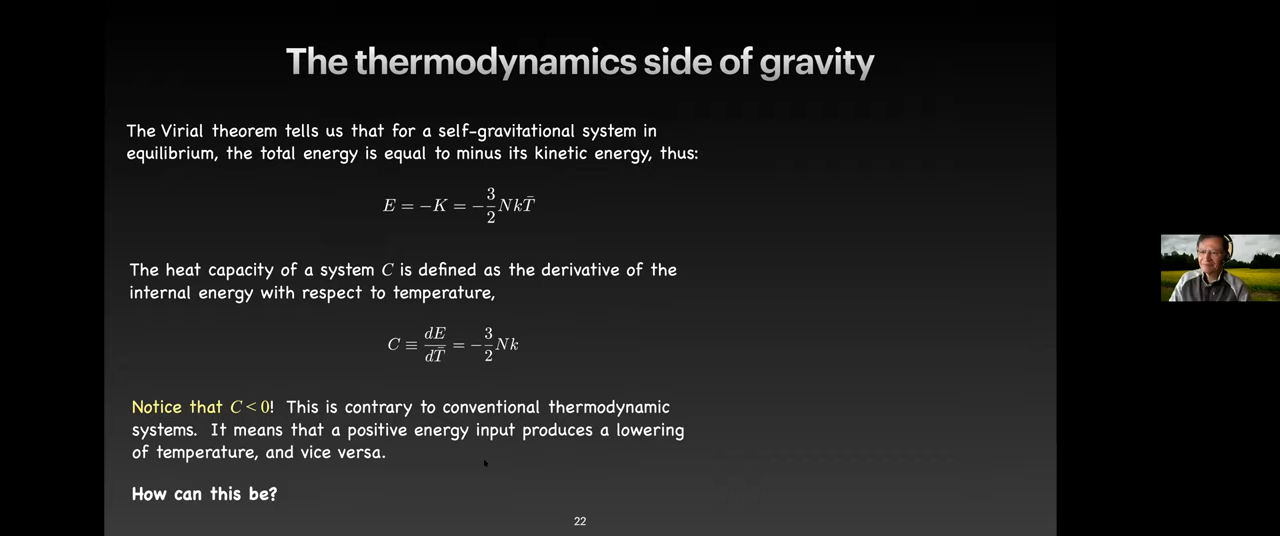 The thermodynamics side of gravity
The Virial theorem tells us that for a self-gravitational system in
equilibrium, the total energy is equal to minus its kinetic energy, thus:
E = −K = −3/2 NkT̄
The heat capacity of a system C is defined as the derivative of the
internal energy with respect to temperature,
C ≡ dE/dT̄ = −3/2 Nk
Notice that C < 0! This is contrary to conventional thermodynamic
systems. It means that a positive energy input produces a lowering
of temperature, and vice versa.
How can this be?
22